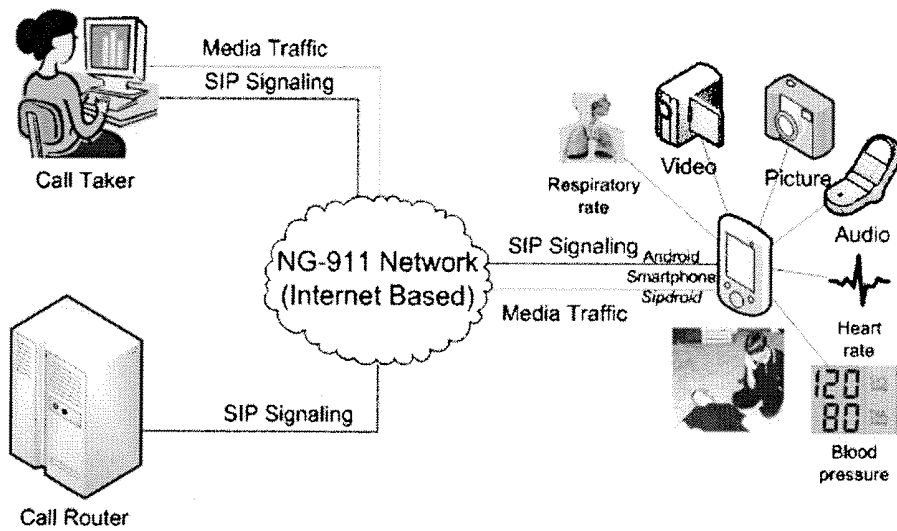 Media Traffic
SIP Signaling
Call Taker
Respiratory
rate
Video
Picture
Audio
NG-911 Network
(Internet Based)
SIP Signaling
Android
Smartphone
Sipdroid
Media Traffic
Heart
rate
120
80
Blood
pressure
SIP Signaling
Call Router